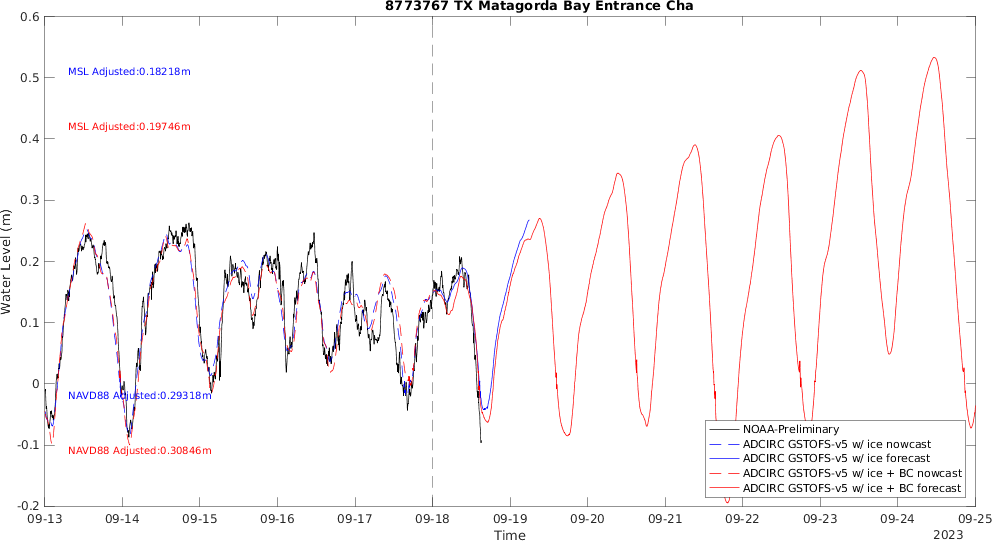 8773767 TX Matagorda Bay Entrance Cha
0.6
0.5
0.4
0.3
0.2
0.1
0
-0.1
-0.2
Water Level (m)
MSL Adjusted:0.18218m
MSL Adjusted:0.19746m
NAVD88 Adjusted:0.29318m
NAVD88 Adjusted:0.30846m
NOAA-Preliminary
ADCIRC GSTOFS-v5 w/ ice nowcast
ADCIRC GSTOFS-v5 w/ ice forecast
ADCIRC GSTOFS-v5 w/ ice + BC nowcast
ADCIRC GSTOFS-v5 w/ ice + BC forecast
09-13 09-14 09-15 09-16 09-17 09-18 09-19 09-20 09-21 09-22 09-23 09-24 09-25
Time
2023